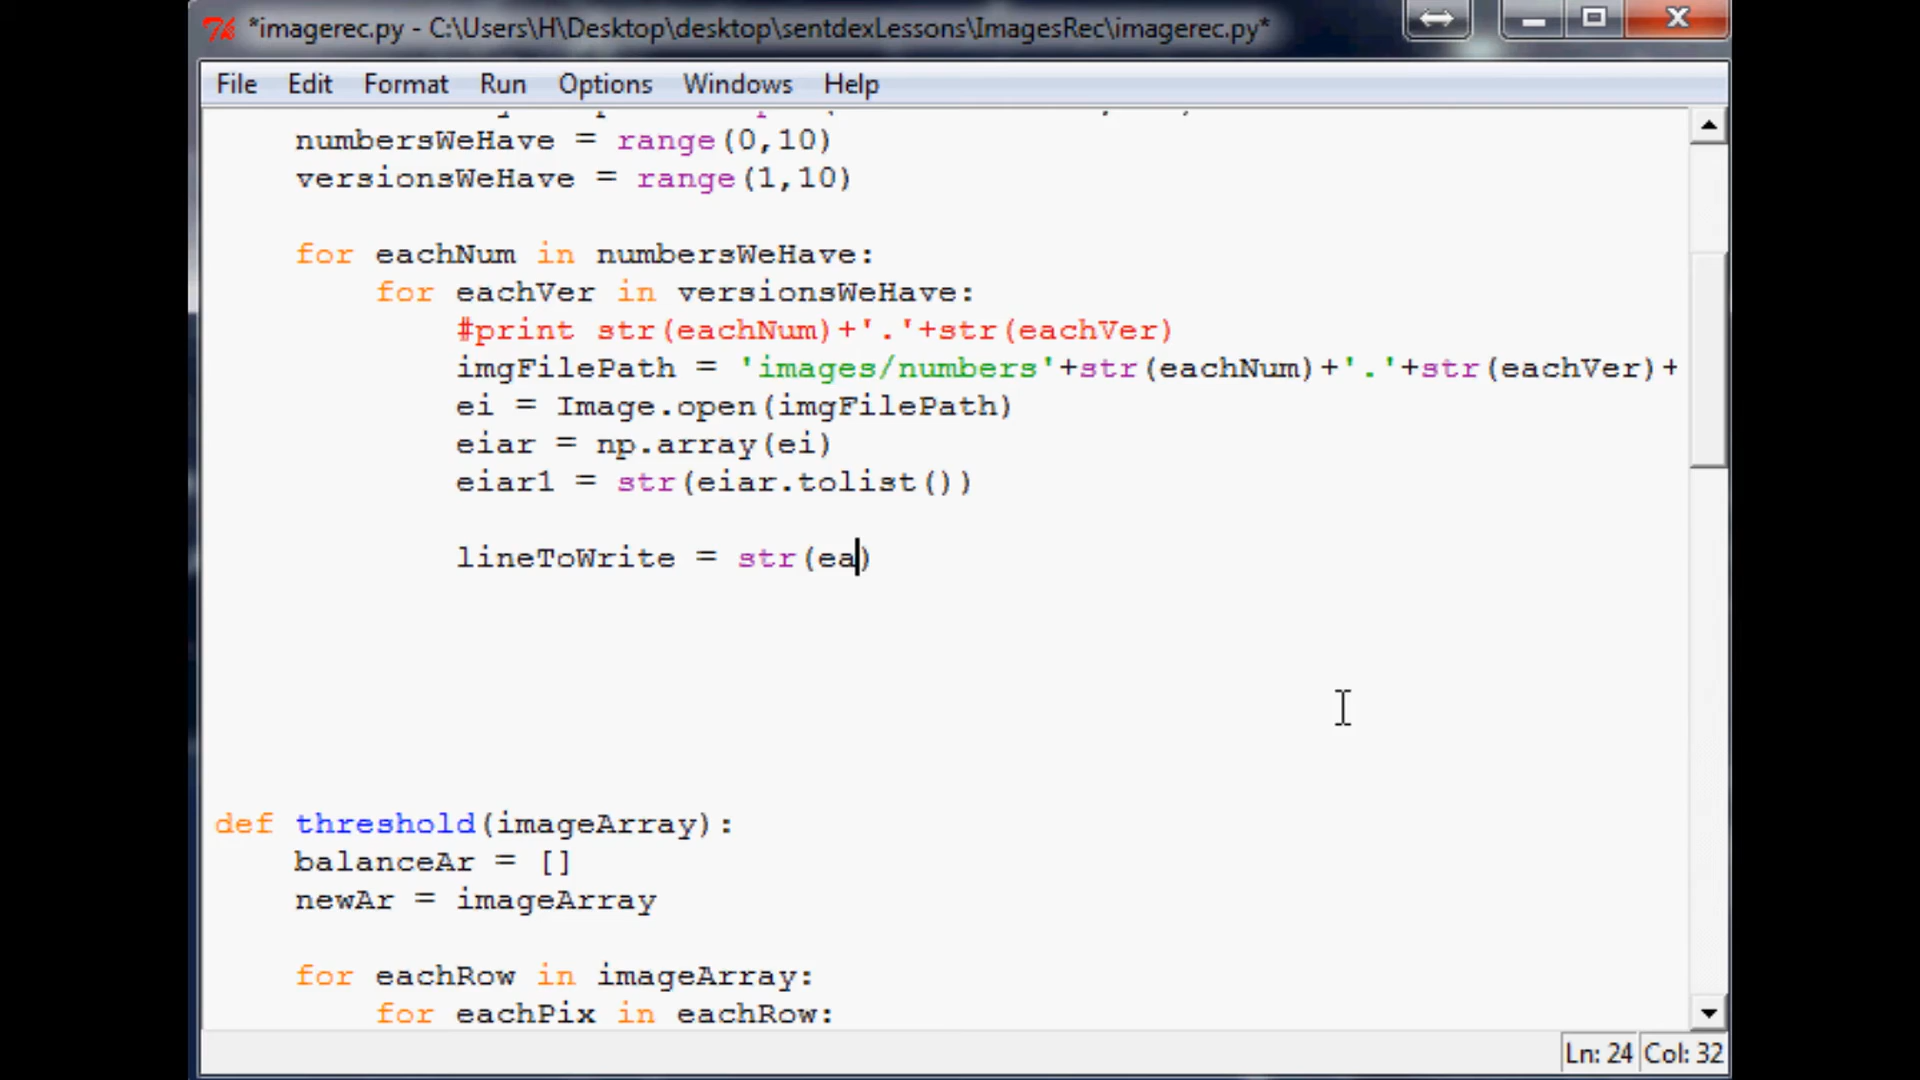 *imagerec.py - C:\Users\H\Desktop\desktop\sentdexLessons\ImagesRec\imagerec.py*
File Edit Format Run Options Windows Help
numbersWeHave = range(0,10)
versionsWeHave = range(1,10)
for eachNum in numbersWeHave:
for eachVer in versionsWeHave:
#print str(eachNum)+'.'+str(eachVer)
imgFilePath = 'images/numbers'+str(eachNum)+'.'+str(eachVer)+
ei = Image.open(imgFilePath)
eiar = np.array(ei)
eiar1 = str(eiar.tolist())
lineToWrite = str(ea)
def threshold(imageArray):
balanceAr = []
newAr = imageArray
for eachRow in imageArray:
for eachPix in eachRow:
Ln: 24 Col: 32